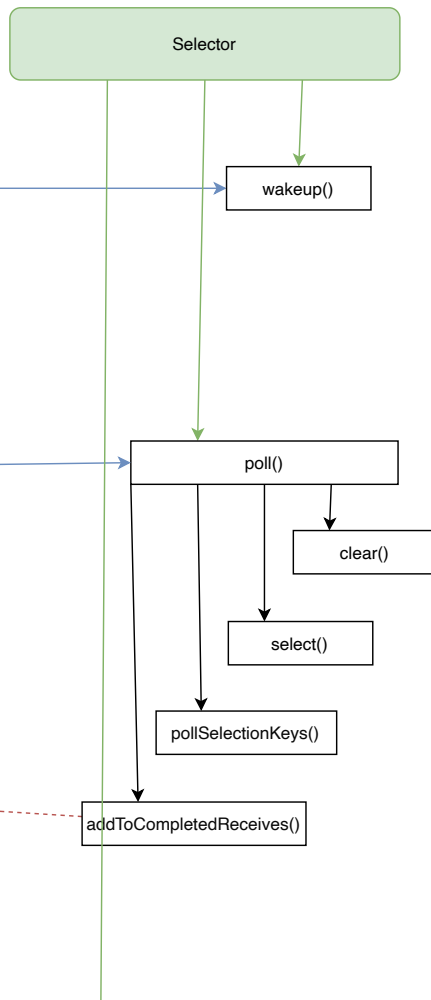 Selector
wakeup()
poll()
clear()
select()
pollSelectionKeys()
addToCompletedReceives()